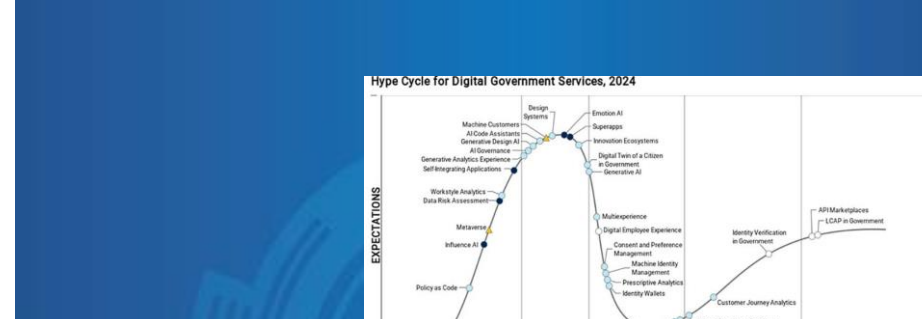 Hype Cycle for Digital Government Services, 2024
EXPECTATIONS
Design
Systems
Machine Customers
AI Code Assistants
Generative Design AI
AI Governance
Generative Analytics Experience
Self Integrating Applications
Workstyle Analytics
Data Risk Assessment
Metaverse
Influence AI
Policy as Code
Emotion AI
Superapps
Innovation Ecosystems
Digital Twin of a Citizen
in Government
Generative AI
Multiexperience
Digital Employee Experience
Consent and Preference
Management
Machine Identity
Management
Prescriptive Analytics
Identity Wallets
Customer Journey Analytics
Identity Verification
in Government
API Marketplaces
LCAP in Government